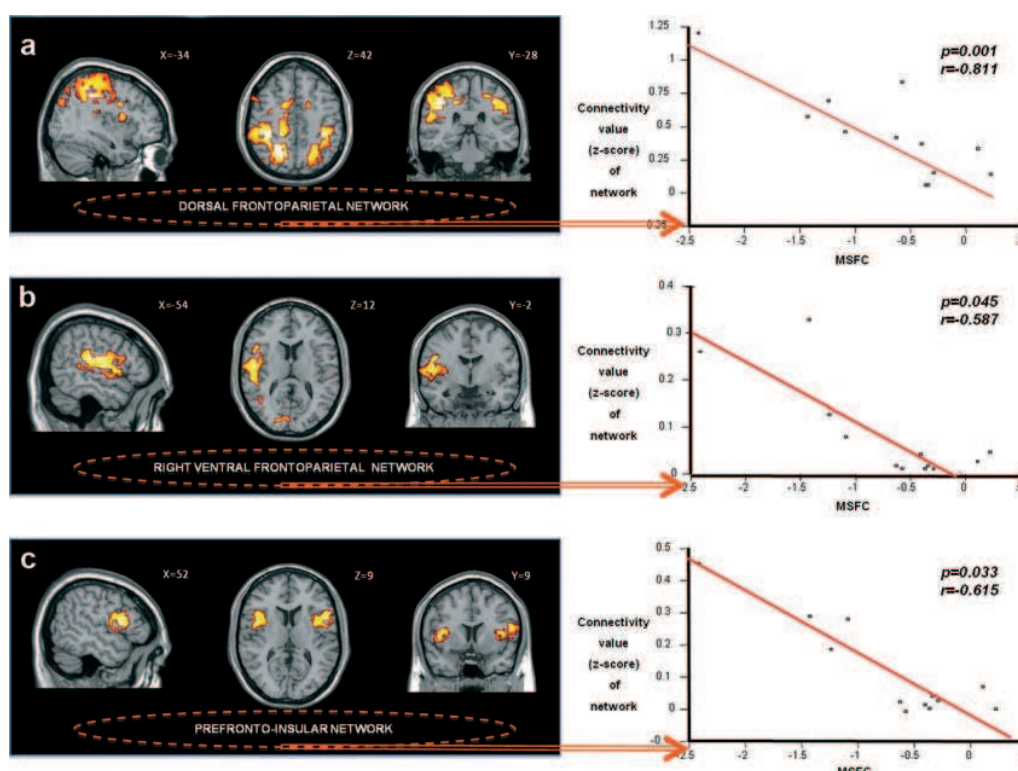 a
X=-34
Z=42
Y=-28
DORSAL FRONTOPARIETAL NETWORK
Connectivity
value
(z-score)
of
network
1.25
1
0.75
0.5
0.25
0
-2.5
-2
-1.5
-1
-0.5
0
MSFC
p=0.001
r=-0.811
b
X=-54
Z=12
Y=-2
RIGHT VENTRAL FRONTOPARIETAL NETWORK
Connectivity
value
(z-score)
of
network
0.4
0.3
0.2
0.1
0
2.5
-2
-1.5
-1
-0.5
0
MSFC
p=0.045
r=-0.587
c
X=52
Z=9
Y=9
PREFRONTO-INSULAR NETWORK
Connectivity
value
(z-score)
of
network
0.5
0.4
0.3
0.2
0.1
0
-2.5
-2
-1.5
-1
-0.5
0
MSFC
p=0.033
r=-0.615